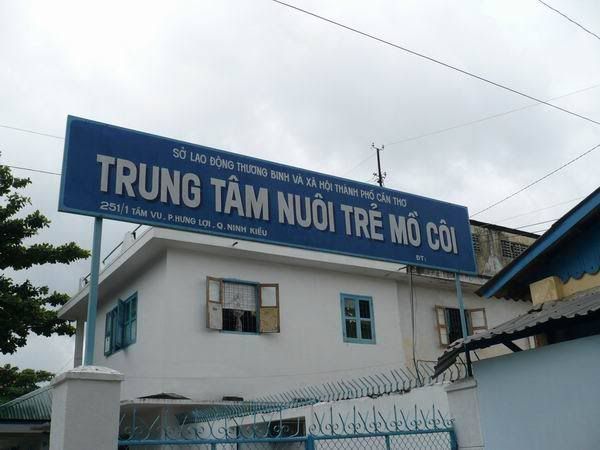 SỞ LAO ĐỘNG THƯƠNG BINH VÀ XÃ HỘI THÀNH PHỐ CẦN THƠ
TRUNG TÂM NUÔI TRẺ MỒ CÔI
251/1 TẦM VU . P.HƯNG LỢI . Q. NINH KIỀU
ĐT: